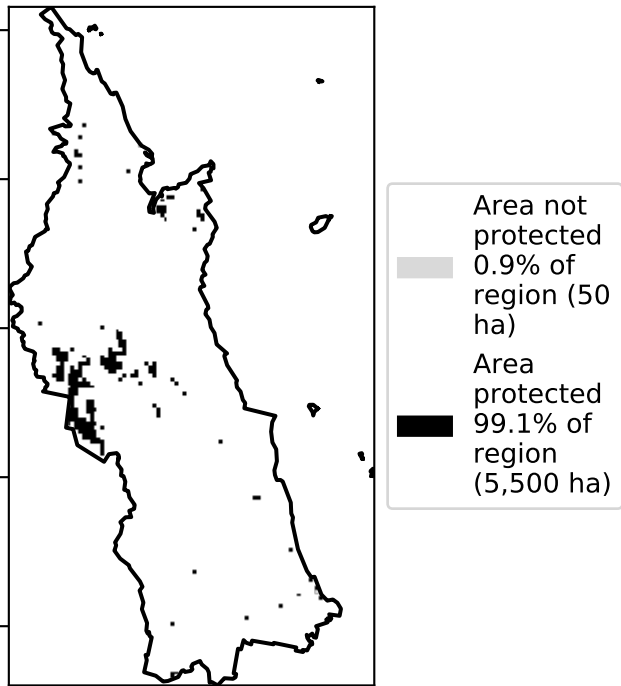 Area not
protected
0.9% of
region (50
ha)
Area
protected
99.1% of
region
(5,500 ha)